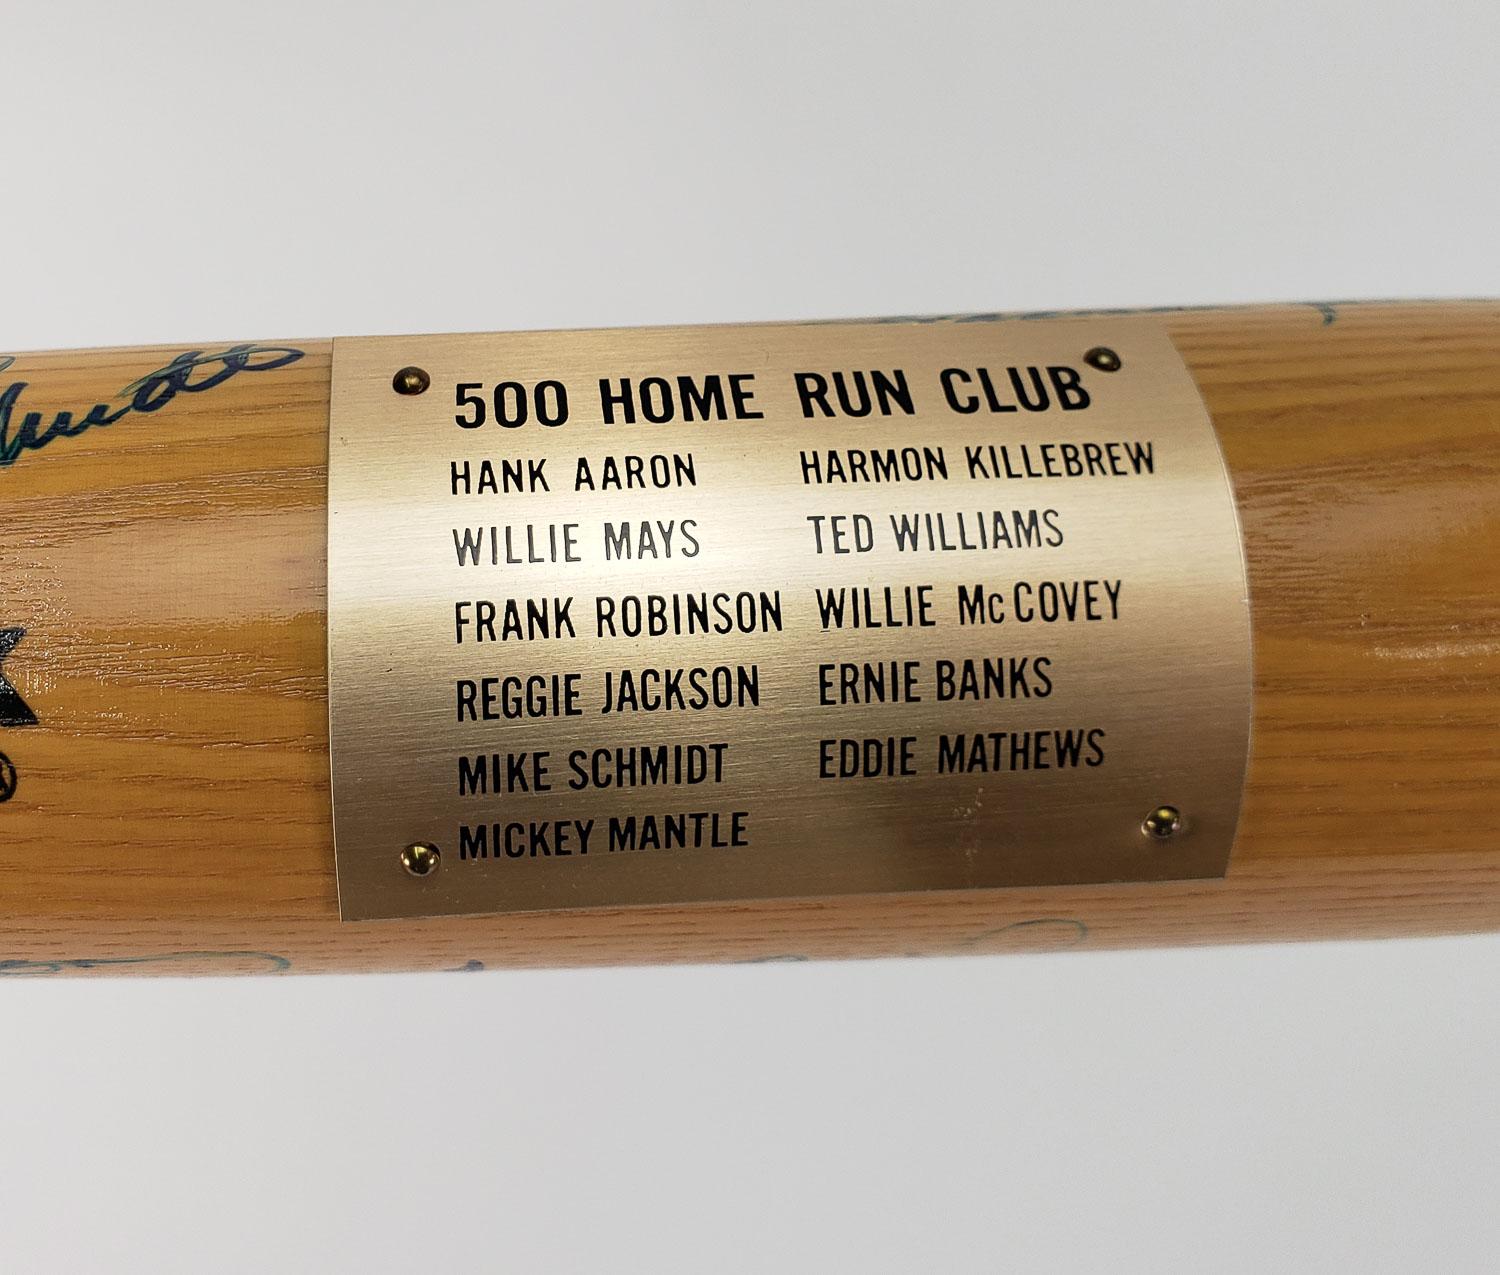 500 HOME RUN CLUB
HANK AARON HARMON KILLEBREW
WILLIE MAYS TED WILLIAMS
FRANK ROBINSON WILLIE McCOVEY
REGGIE JACKSON ERNIE BANKS
MIKE SCHMIDT EDDIE MATHEWS
MICKEY MANTLE
®